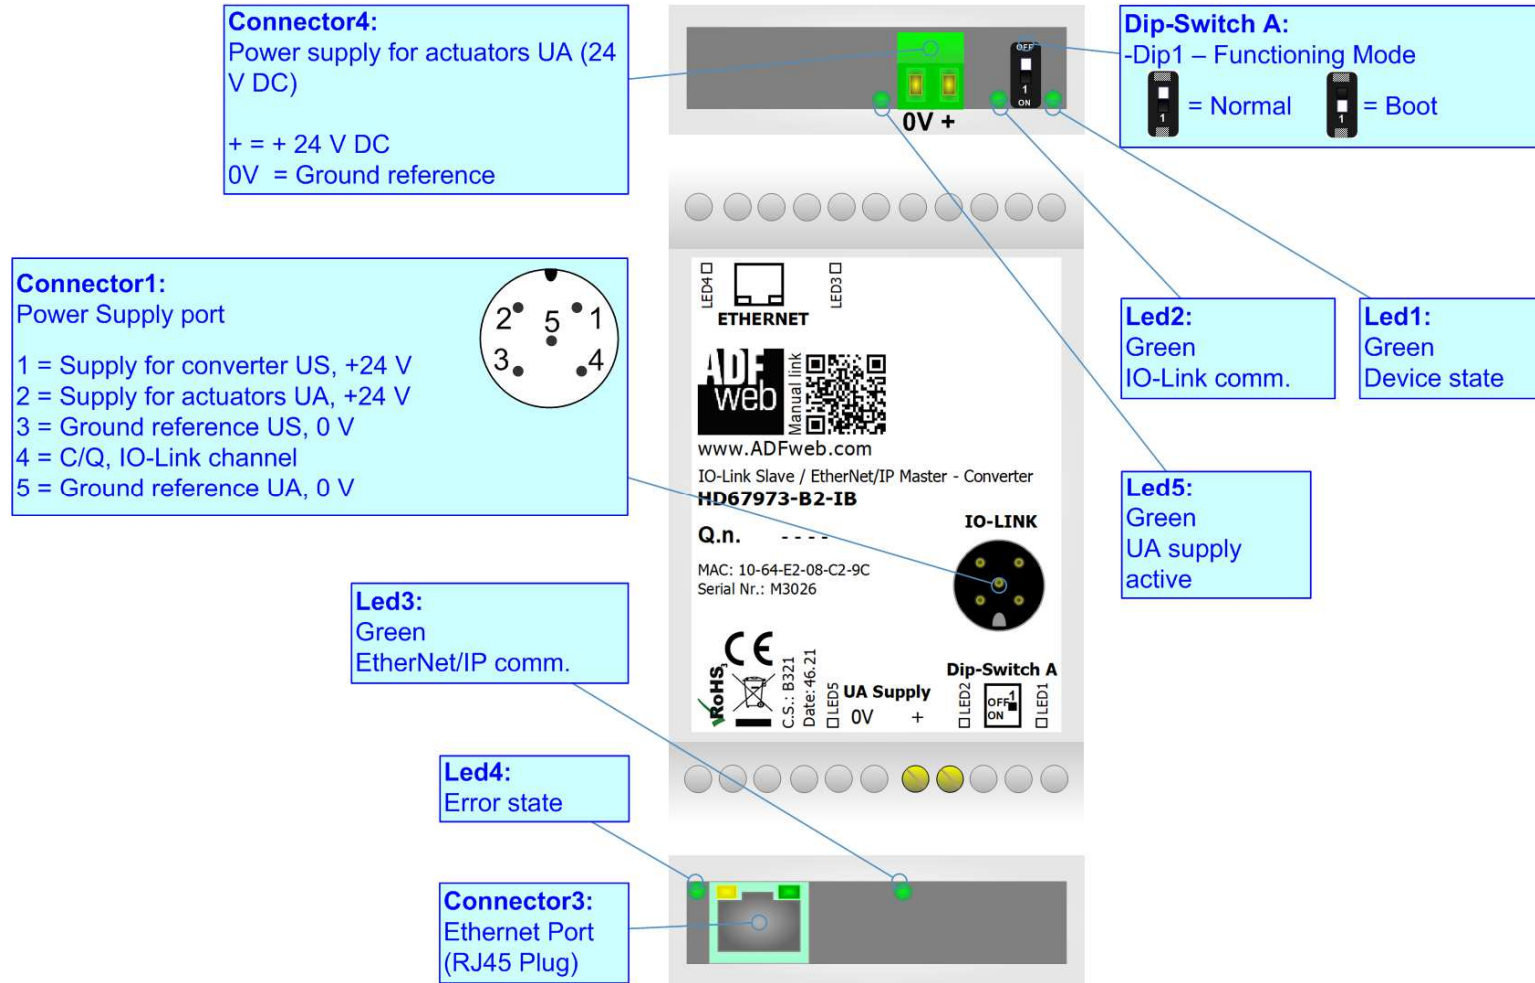 Connector4:
Power supply for actuators UA (24
V DC)
+ = + 24 V DC
0V = Ground reference
OFF
1
ON
0V +
Dip-Switch A:
-Dip1 – Functioning Mode
1
= Normal
1
= Boot
Connector1:
Power Supply port
1 = Supply for converter US, +24 V
2 = Supply for actuators UA, +24 V
3 = Ground reference US, 0 V
4 = C/Q, IO-Link channel
5 = Ground reference UA, 0 V
2 5 1
3 4
LED4
LED3
ETHERNET
ADF
web
Manual link
www.ADFweb.com
IO-Link Slave / EtherNet/IP Master - Converter
HD67973-B2-IB
Q.n. - - - -
IO-LINK
MAC: 10-64-E2-08-C2-9C
Serial Nr.: M3026
RoHS3
CE
C.S.: B321
Date: 46.21
LED5
UA Supply
0V +
Dip-Switch A
LED2
OFF 1
ON
LED1
Led2:
Green
IO-Link comm.
Led1:
Green
Device state
Led5:
Green
UA supply
active
Led3:
Green
EtherNet/IP comm.
Led4:
Error state
Connector3:
Ethernet Port
(RJ45 Plug)